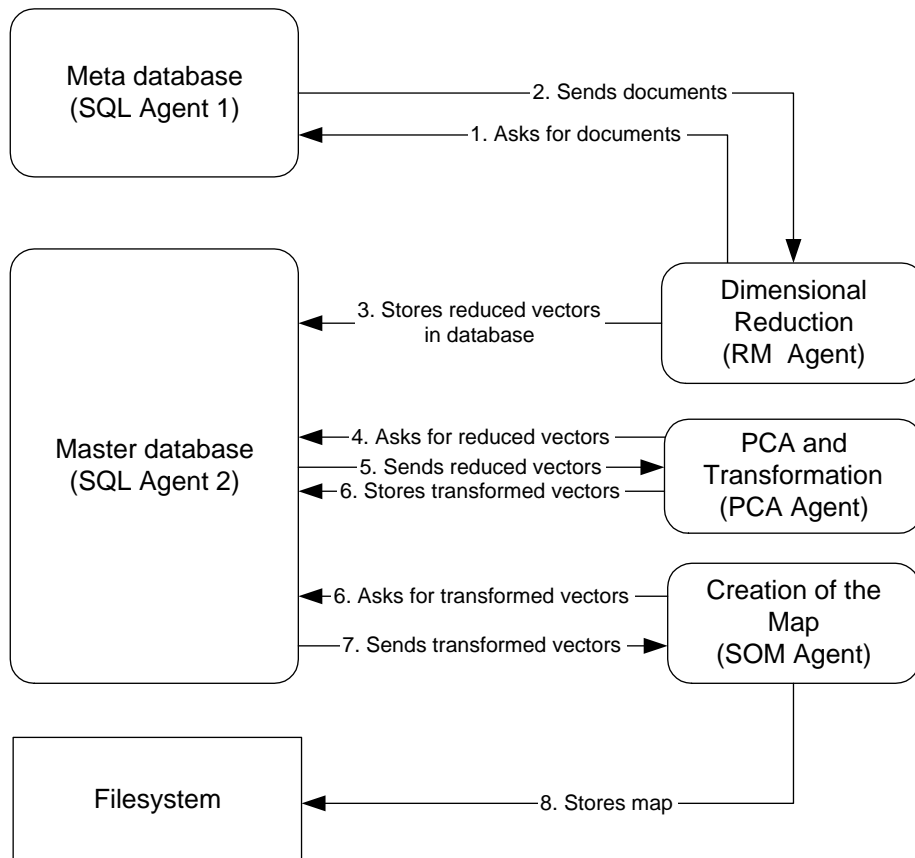 Meta database
(SQL Agent 1)
2. Sends documents
1. Asks for documents
Dimensional
Reduction
(RM Agent)
3. Stores reduced vectors
in database
Master database
(SQL Agent 2)
4. Asks for reduced vectors
5. Sends reduced vectors
6. Stores transformed vectors
PCA and
Transformation
(PCA Agent)
6. Asks for transformed vectors
7. Sends transformed vectors
Creation of the
Map
(SOM Agent)
Filesystem
8. Stores map